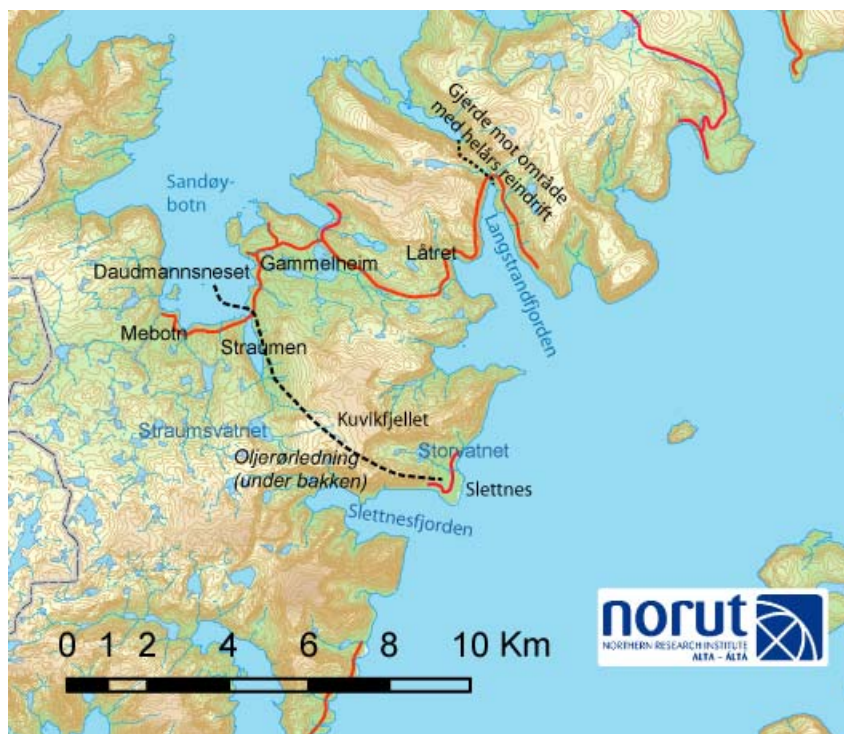 Gjerde mot område
med helårs reindrift
Sandøy-
botn
Daudmannsneset
Gammelheim
Låtret
Langstrandfjorden
Mebotn
Straumen
Kuvikfjellet
Straumsvatnet
Storvatnet
Oljerørledning
(under bakken)
Slettnes
Slettnesfjorden
0 1 2 4 6 8 10 Km
norut
NORTHERN RESEARCH INSTITUTE
ALTA – ÁLTÁ